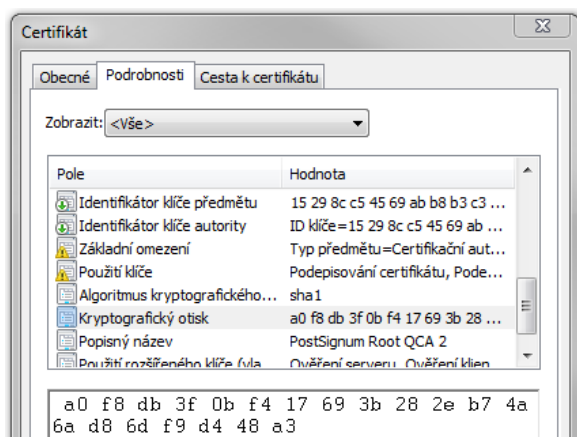 Certifikát
Obecné Podrobnosti Cesta k certifikátu
Zobrazit: <Vše>
Pole Hodnota
Identifikátor klíče předmětu 15 29 8c c5 45 69 ab b8 b3 c3 ...
Identifikátor klíče autority ID klíče=15 29 8c c5 45 69 ab ...
Základní omezení Typ předmětu=Certifikační aut...
Použití klíče Podepisování certifikátu, Pode...
Algoritmus kryptografického... sha1
Kryptografický otisk a0 f8 db 3f 0b f4 17 69 3b 28 ...
Popisný název PostSignum Root QCA 2
Použití rozšířeného klíče (vla Ověření serveru, Ověření klien
a0 f8 db 3f 0b f4 17 69 3b 28 2e b7 4a
6a d8 6d f9 d4 48 a3